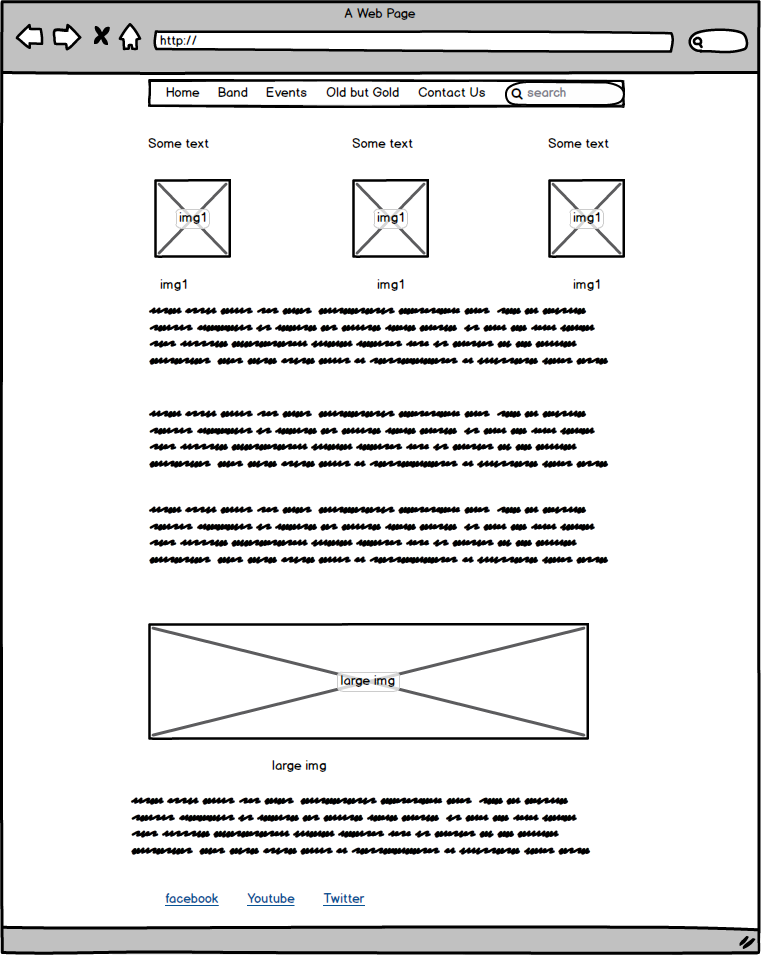 A Web Page
http://
Home Band Events Old but Gold Contact Us search
Some text Some text Some text
img1 img1 img1
img1 img1 img1
large img
large img
facebook Youtube Twitter